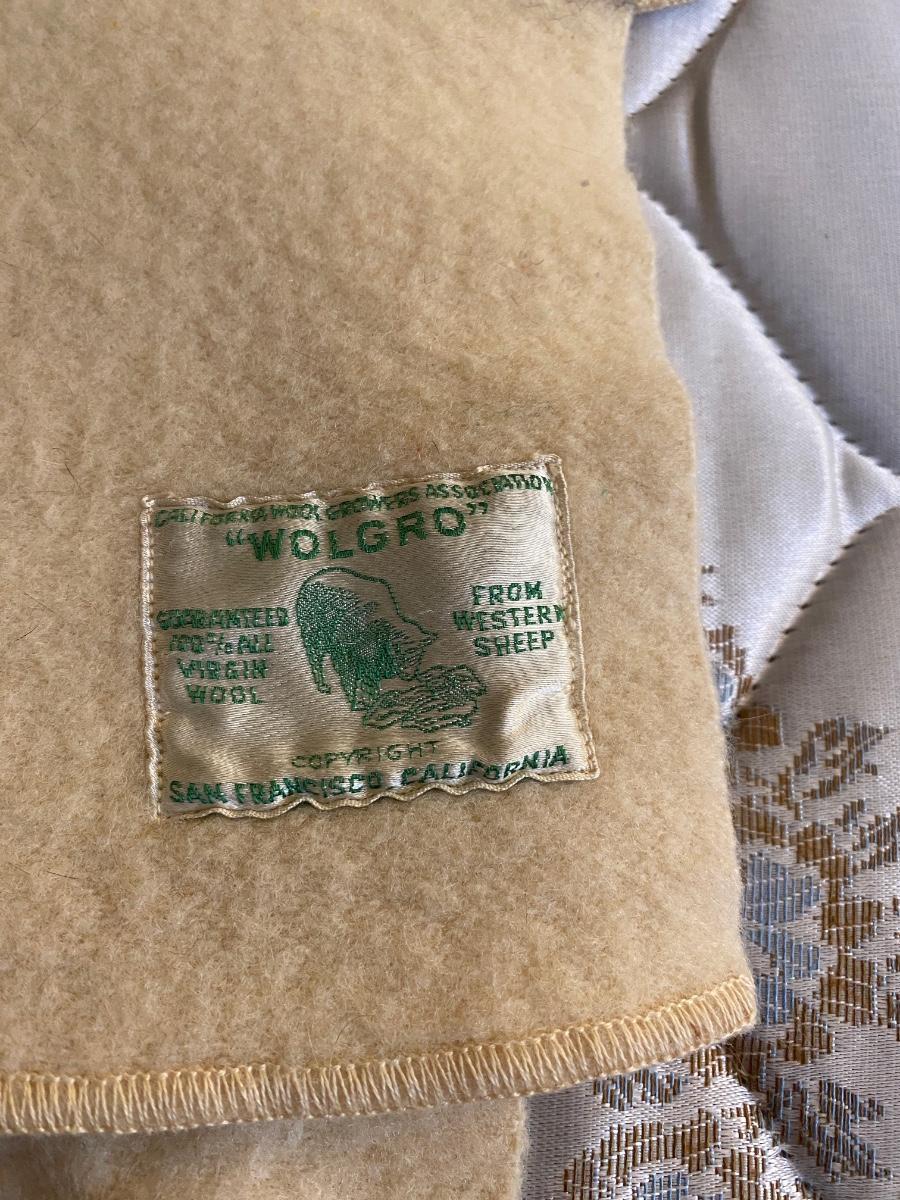 CALIFORNIA WOOL GROWERS ASSOCIATION
"WOLGRO"
GUARANTEED
100% ALL
VIRGIN
WOOL
FROM
WESTERN
SHEEP
COPYRIGHT
SAN FRANCISCO CALIFORNIA